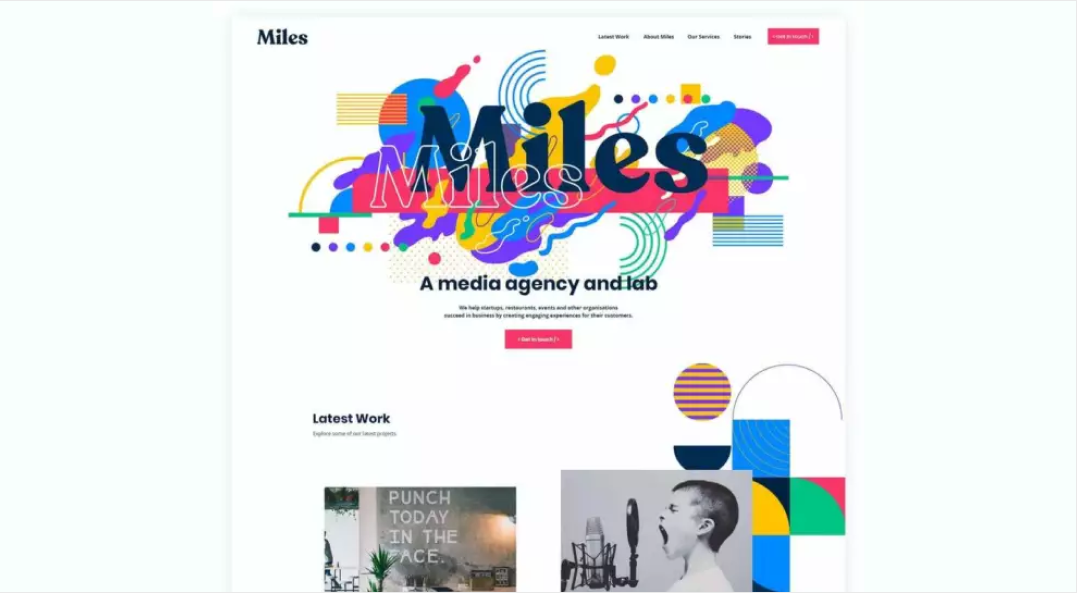 Miles
Latest Work About Miles Our Services Stories < Get in touch / >
Miles
Miles
A media agency and lab
We help startups, restaurants, events and other organisations
succeed in business by creating engaging experiences for their customers.
< Get in touch / >
Latest Work
Explore some of our latest projects
PUNCH
TODAY
IN THE
FACE.